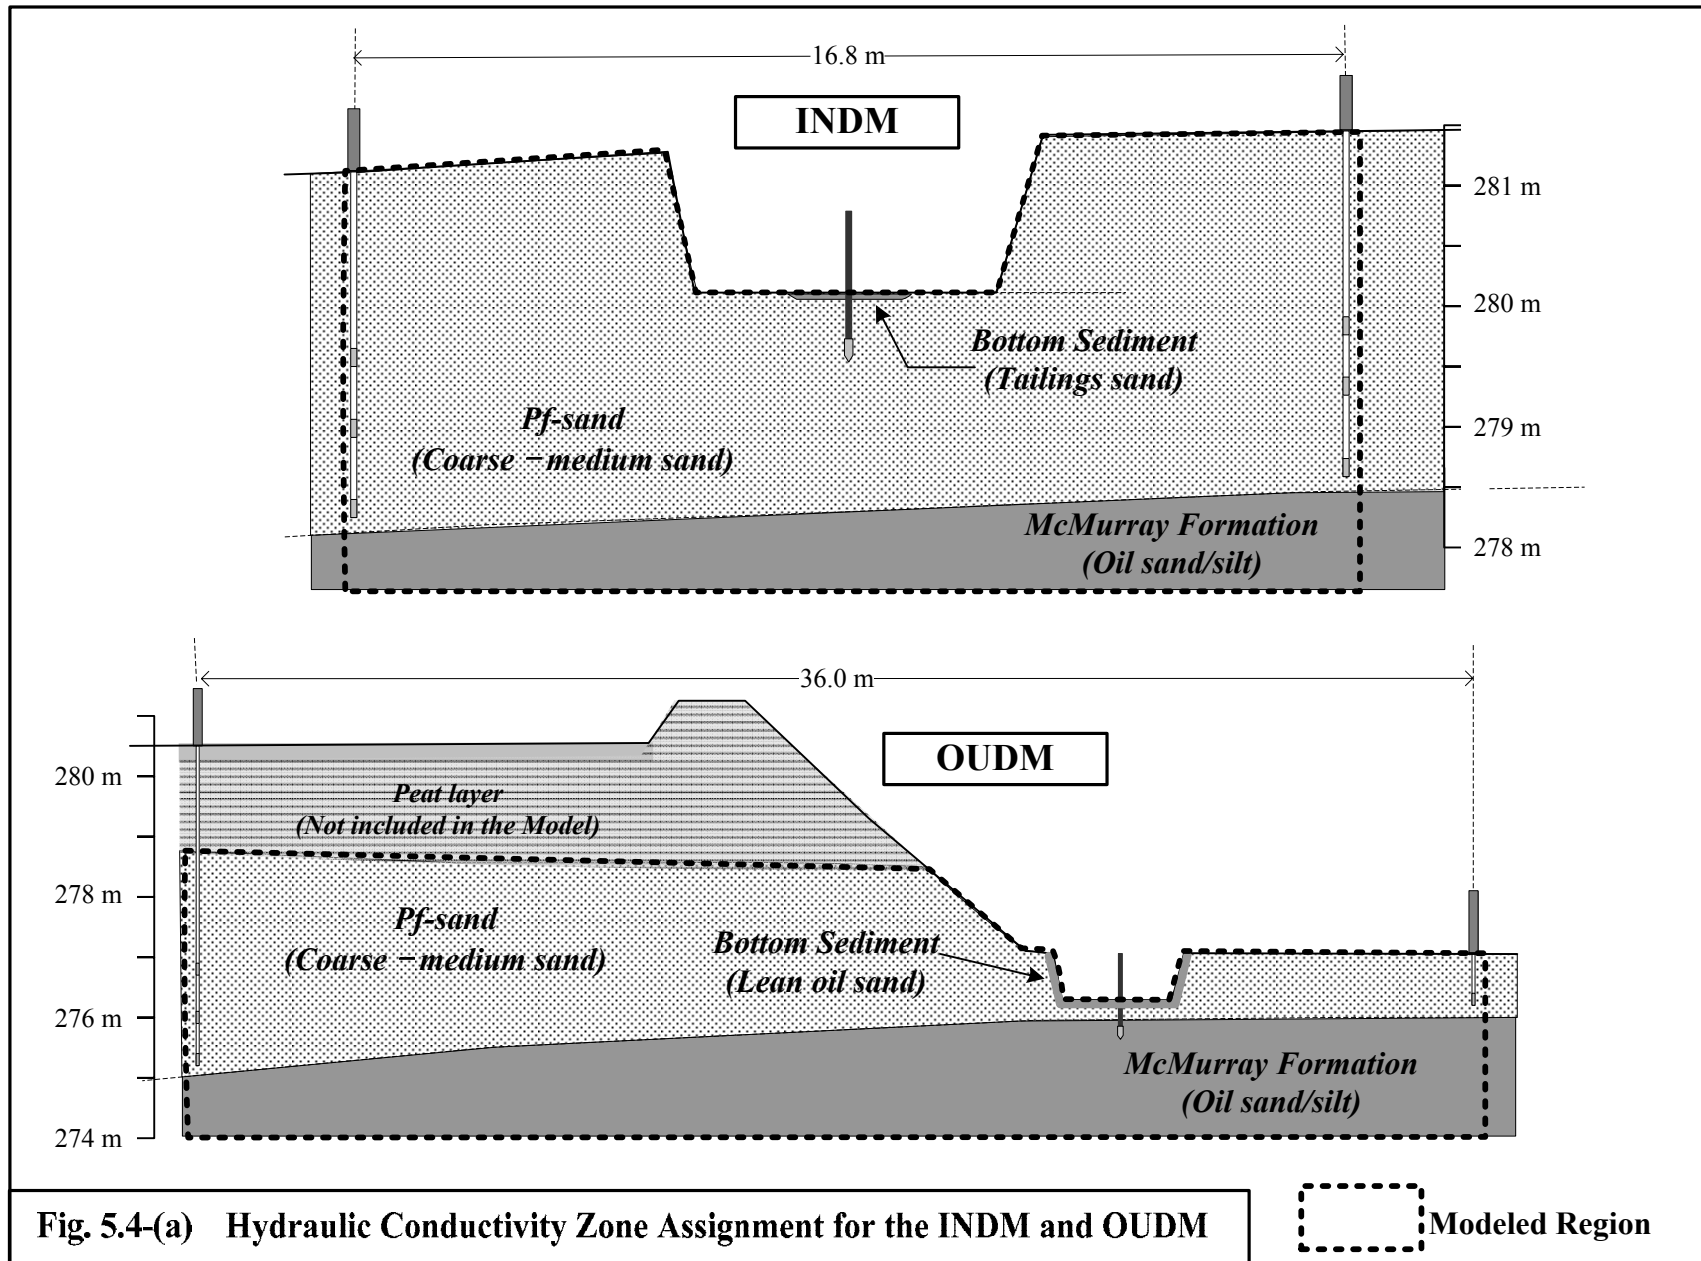 16.8 m
INDM
281 m
280 m
Bottom Sediment
(Tailings sand)
279 m
Pf-sand
(Coarse –medium sand)
McMurray Formation
(Oil sand/silt)
278 m
36.0 m
OUDM
280 m
Peat layer
(Not included in the Model)
278 m
Pf-sand
(Coarse –medium sand)
Bottom Sediment
(Lean oil sand)
276 m
McMurray Formation
(Oil sand/silt)
274 m
Fig. 5.4-(a) Hydraulic Conductivity Zone Assignment for the INDM and OUDM
Modeled Region